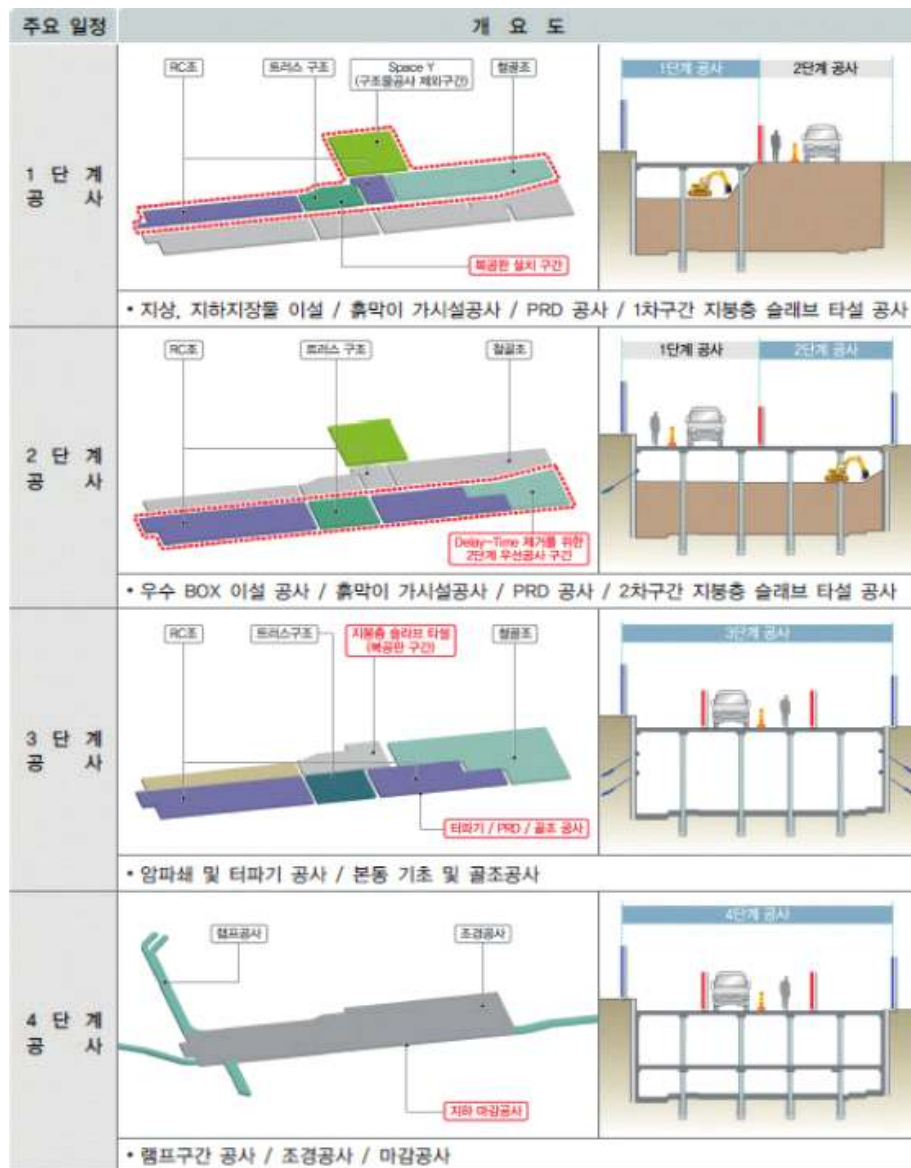 주요 일정
개 요 도
1 단 계
공 사
RC조
트러스 구조
Space Y
(구조물공사 제외구간)
철골조
복공판 설치 구간
1단계 공사
2단계 공사
• 지상, 지하지장물 이설 / 흙막이 가시설공사 / PRD 공사 / 1차구간 지붕층 슬래브 타설 공사
2 단 계
공 사
RC조
트러스 구조
철골조
Delay-Time 제거를 위한
2단계 우선공사 구간
1단계 공사
2단계 공사
• 우수 BOX 이설 공사 / 흙막이 가시설공사 / PRD 공사 / 2차구간 지붕층 슬래브 타설 공사
3 단 계
공 사
RC조
트러스구조
지붕층 슬라브 타설
(복공판 구간)
철골조
터파기 / PRD / 골조 공사
3단계 공사
• 암파쇄 및 터파기 공사 / 본동 기초 및 골조공사
4 단 계
공 사
램프공사
조경공사
지하 마감공사
4단계 공사
• 램프구간 공사 / 조경공사 / 마감공사